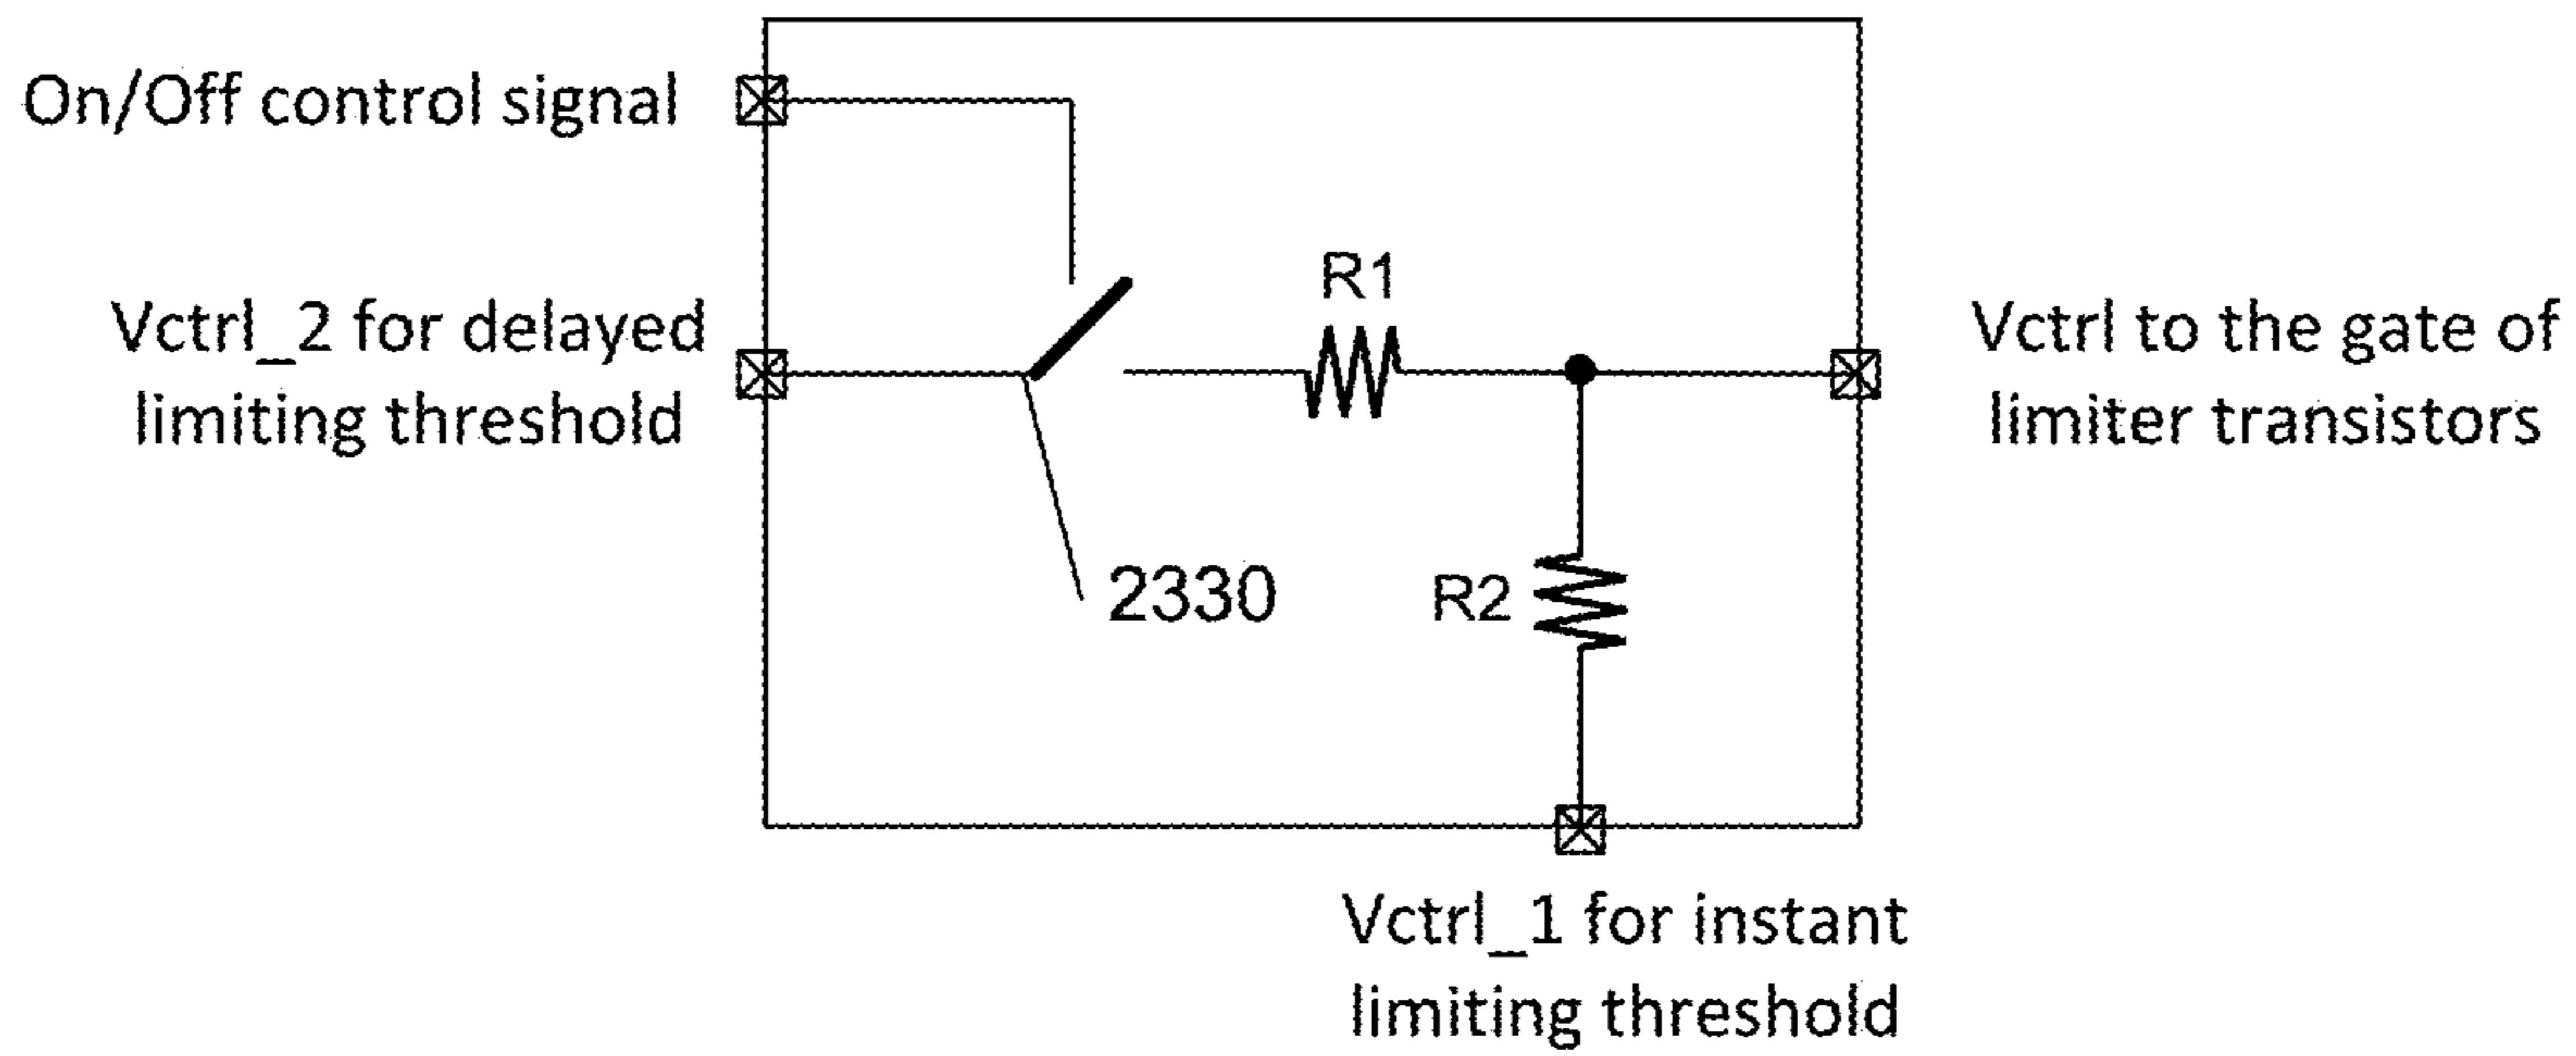 On/Off control signal
Vctrl_2 for delayed
limiting threshold
R1
Vctrl to the gate of
limiter transistors
2330
R2
Vctrl_1 for instant
limiting threshold